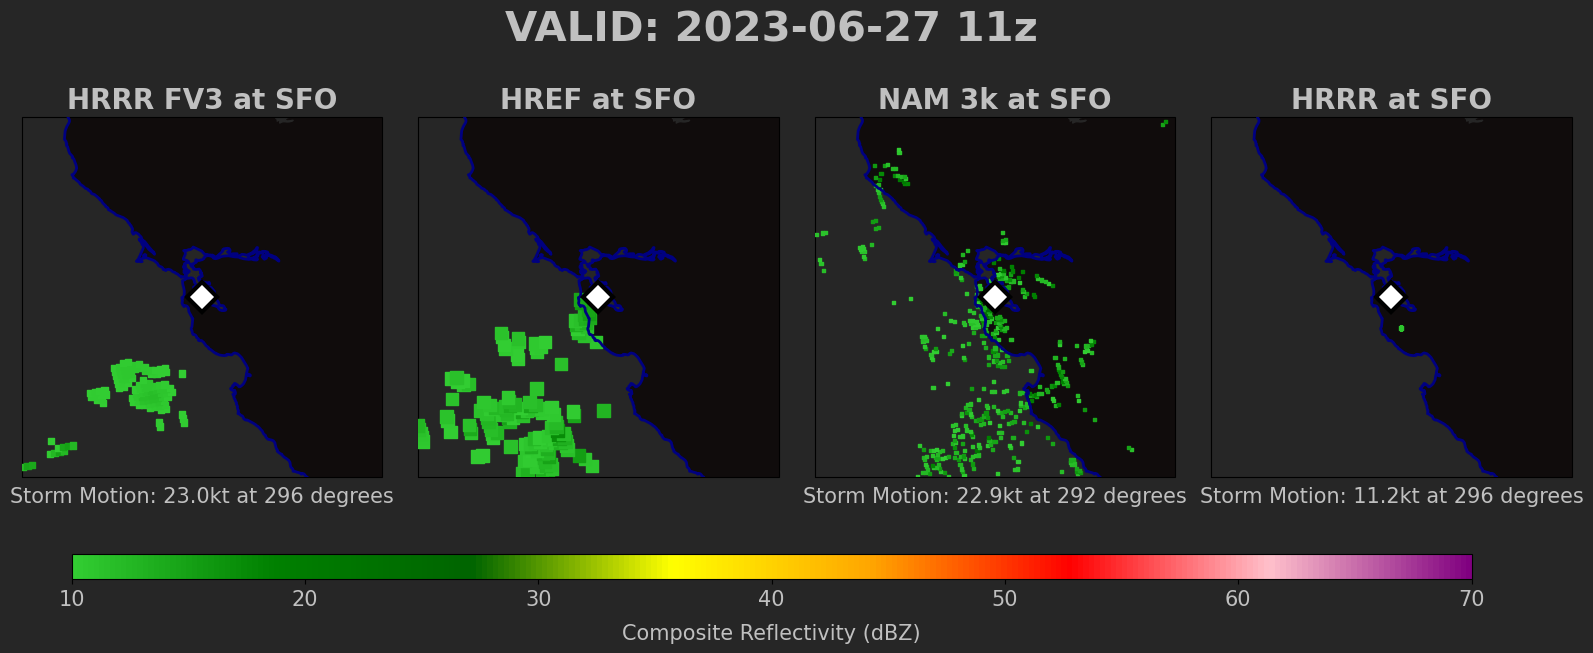 VALID: 2023-06-27 11z
HRRR FV3 at SFO
HREF at SFO
NAM 3k at SFO
HRRR at SFO
Storm Motion: 23.0kt at 296 degrees
Storm Motion: 22.9kt at 292 degrees
Storm Motion: 11.2kt at 296 degrees
10 20 30 40 50 60 70
Composite Reflectivity (dBZ)